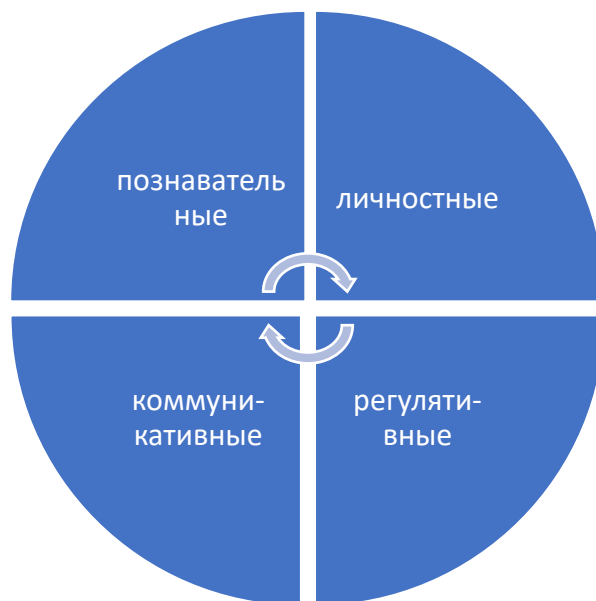 познаватель
ные
личностные
коммуни-
кативные
регуляти-
вные